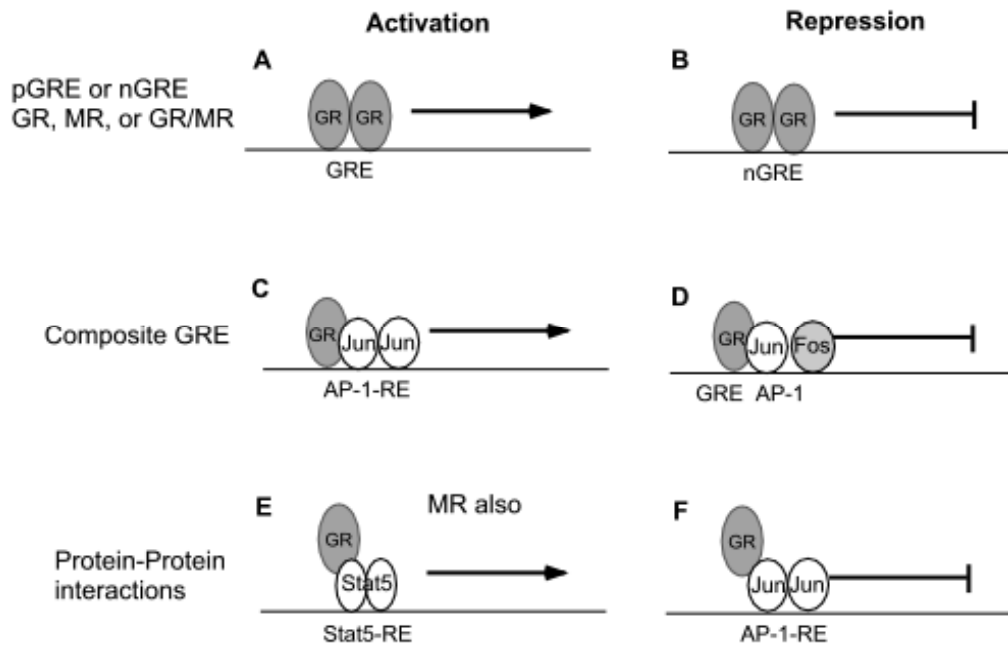 Activation
Repression
A
B
pGRE or nGRE
GR, MR, or GR/MR
GR GR
GR GR
GRE
nGRE
C
D
Composite GRE
GR Jun Jun
GR Jun Fos
AP-1-RE
GRE AP-1
E
MR also
F
GR
GR
Protein-Protein
interactions
Stat5
Jun Jun
Stat5-RE
AP-1-RE